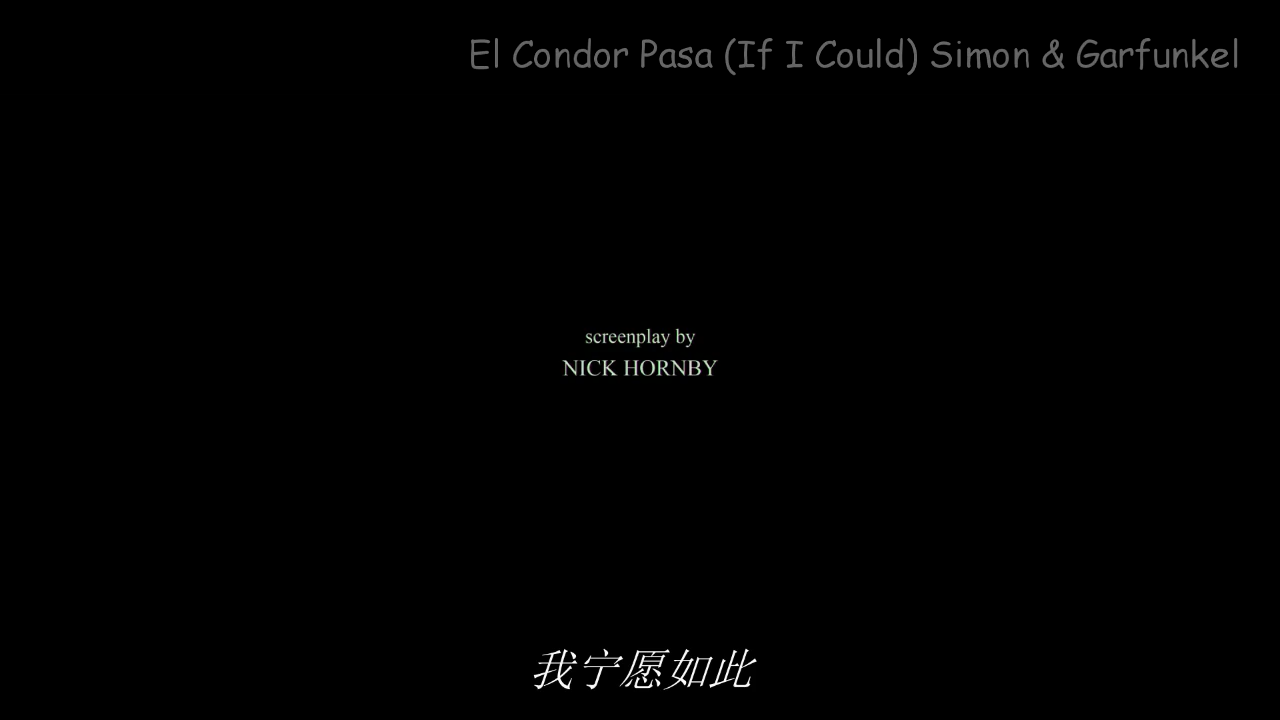 El Condor Pasa (If I Could) Simon & Garfunkel
screenplay by
NICK HORNBY
我宁愿如此